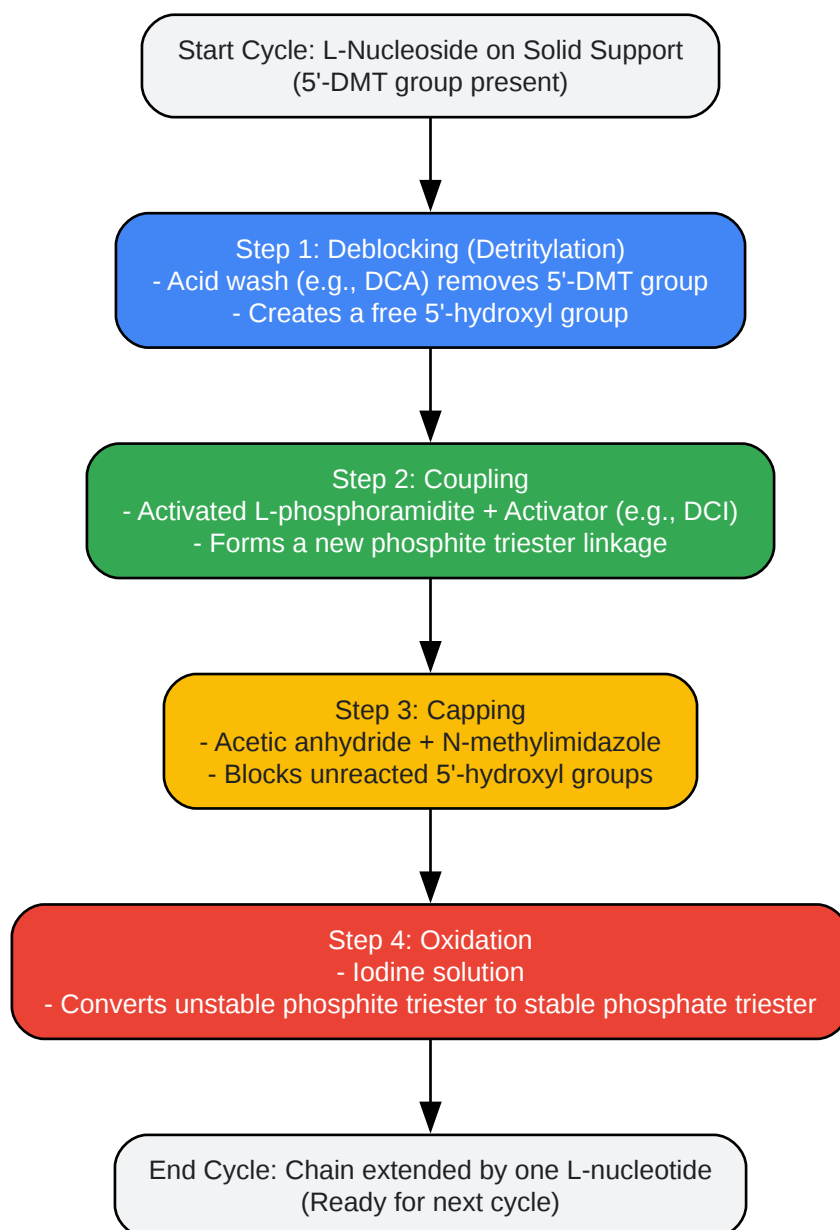 Start Cycle: L-Nucleoside on Solid Support
(5'-DMT group present)
Step 1: Deblocking (Detritylation)
- Acid wash (e.g., DCA) removes 5'-DMT group
- Creates a free 5'-hydroxyl group
Step 2: Coupling
- Activated L-phosphoramidite + Activator (e.g., DCI)
- Forms a new phosphite triester linkage
Step 3: Capping
- Acetic anhydride + N-methylimidazole
- Blocks unreacted 5'-hydroxyl groups
Step 4: Oxidation
- Iodine solution
- Converts unstable phosphite triester to stable phosphate triester
End Cycle: Chain extended by one L-nucleotide
(Ready for next cycle)